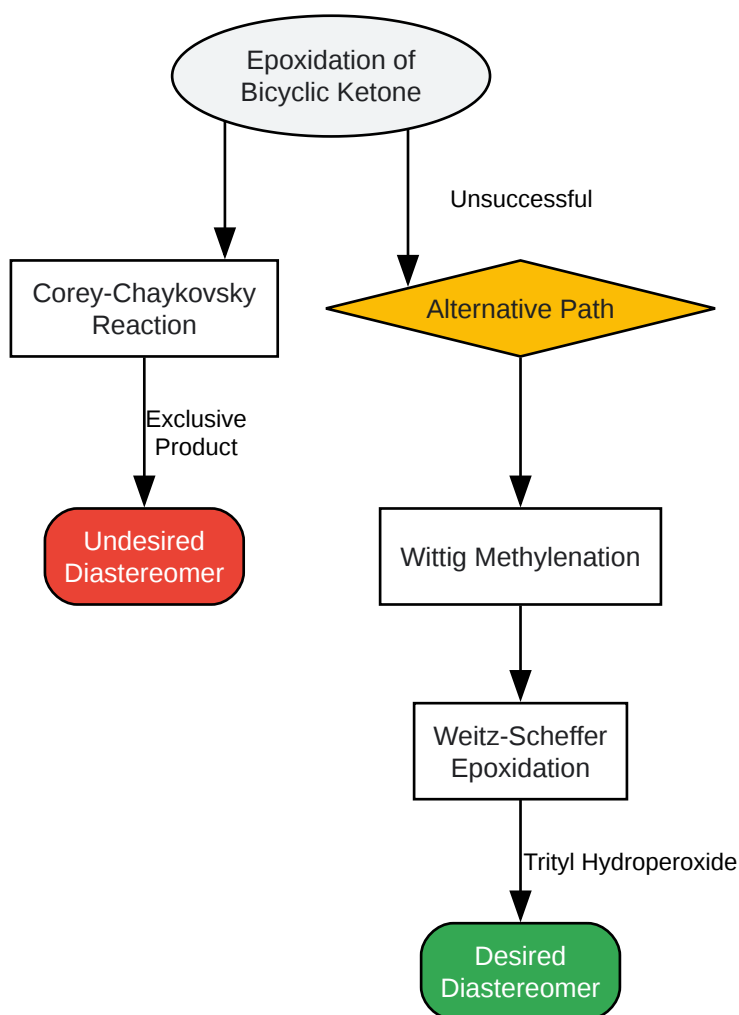 Epoxidation of
Bicyclic Ketone
Unsuccessful
Corey-Chaykovsky
Reaction
Alternative Path
Exclusive
Product
Undesired
Diastereomer
Wittig Methylenation
Weitz-Scheffer
Epoxidation
Trityl Hydroperoxide
Desired
Diastereomer